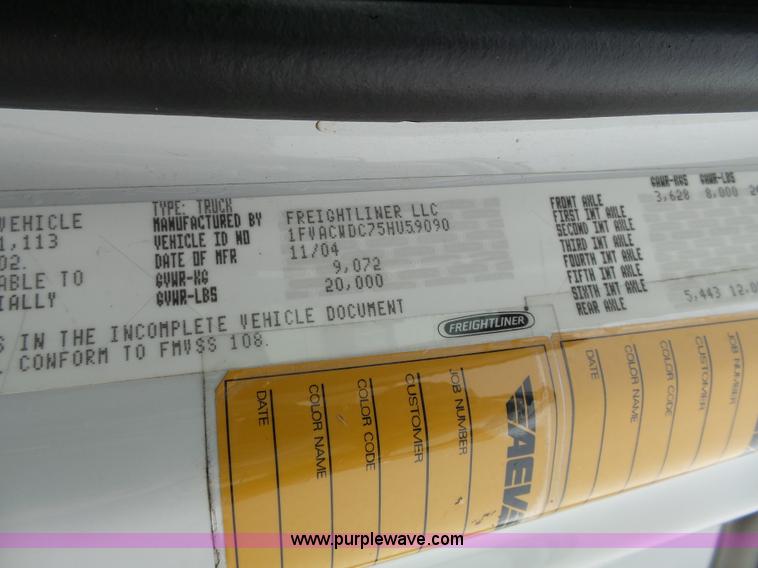 VEHICLE
1,113
02.
ABLE TO
IALLY
TYPE: TRUCK
MANUFACTURED BY FREIGHTLINER LLC
VEHICLE ID NO 1FVACWDC75HU59090
DATE OF MFR 11/04
GVWR-KG 9,072
GVWR-LBS 20,000
GAWR-KGS GAWR-LBS
FRONT AXLE 3,628 8,000
FIRST INT AXLE
SECOND INT AXLE
THIRD INT AXLE
FOURTH INT AXLE
FIFTH INT AXLE
SIXTH INT AXLE
REAR AXLE 5,443
S IN THE INCOMPLETE VEHICLE DOCUMENT
CONFORM TO FMVSS 108.
FREIGHTLINER
JOB NUMBER
CUSTOMER
COLOR CODE
COLOR NAME
DATE
JOB NUMBER
CUSTOMER
COLOR CODE
COLOR NAME
DATE
www.purplewave.com